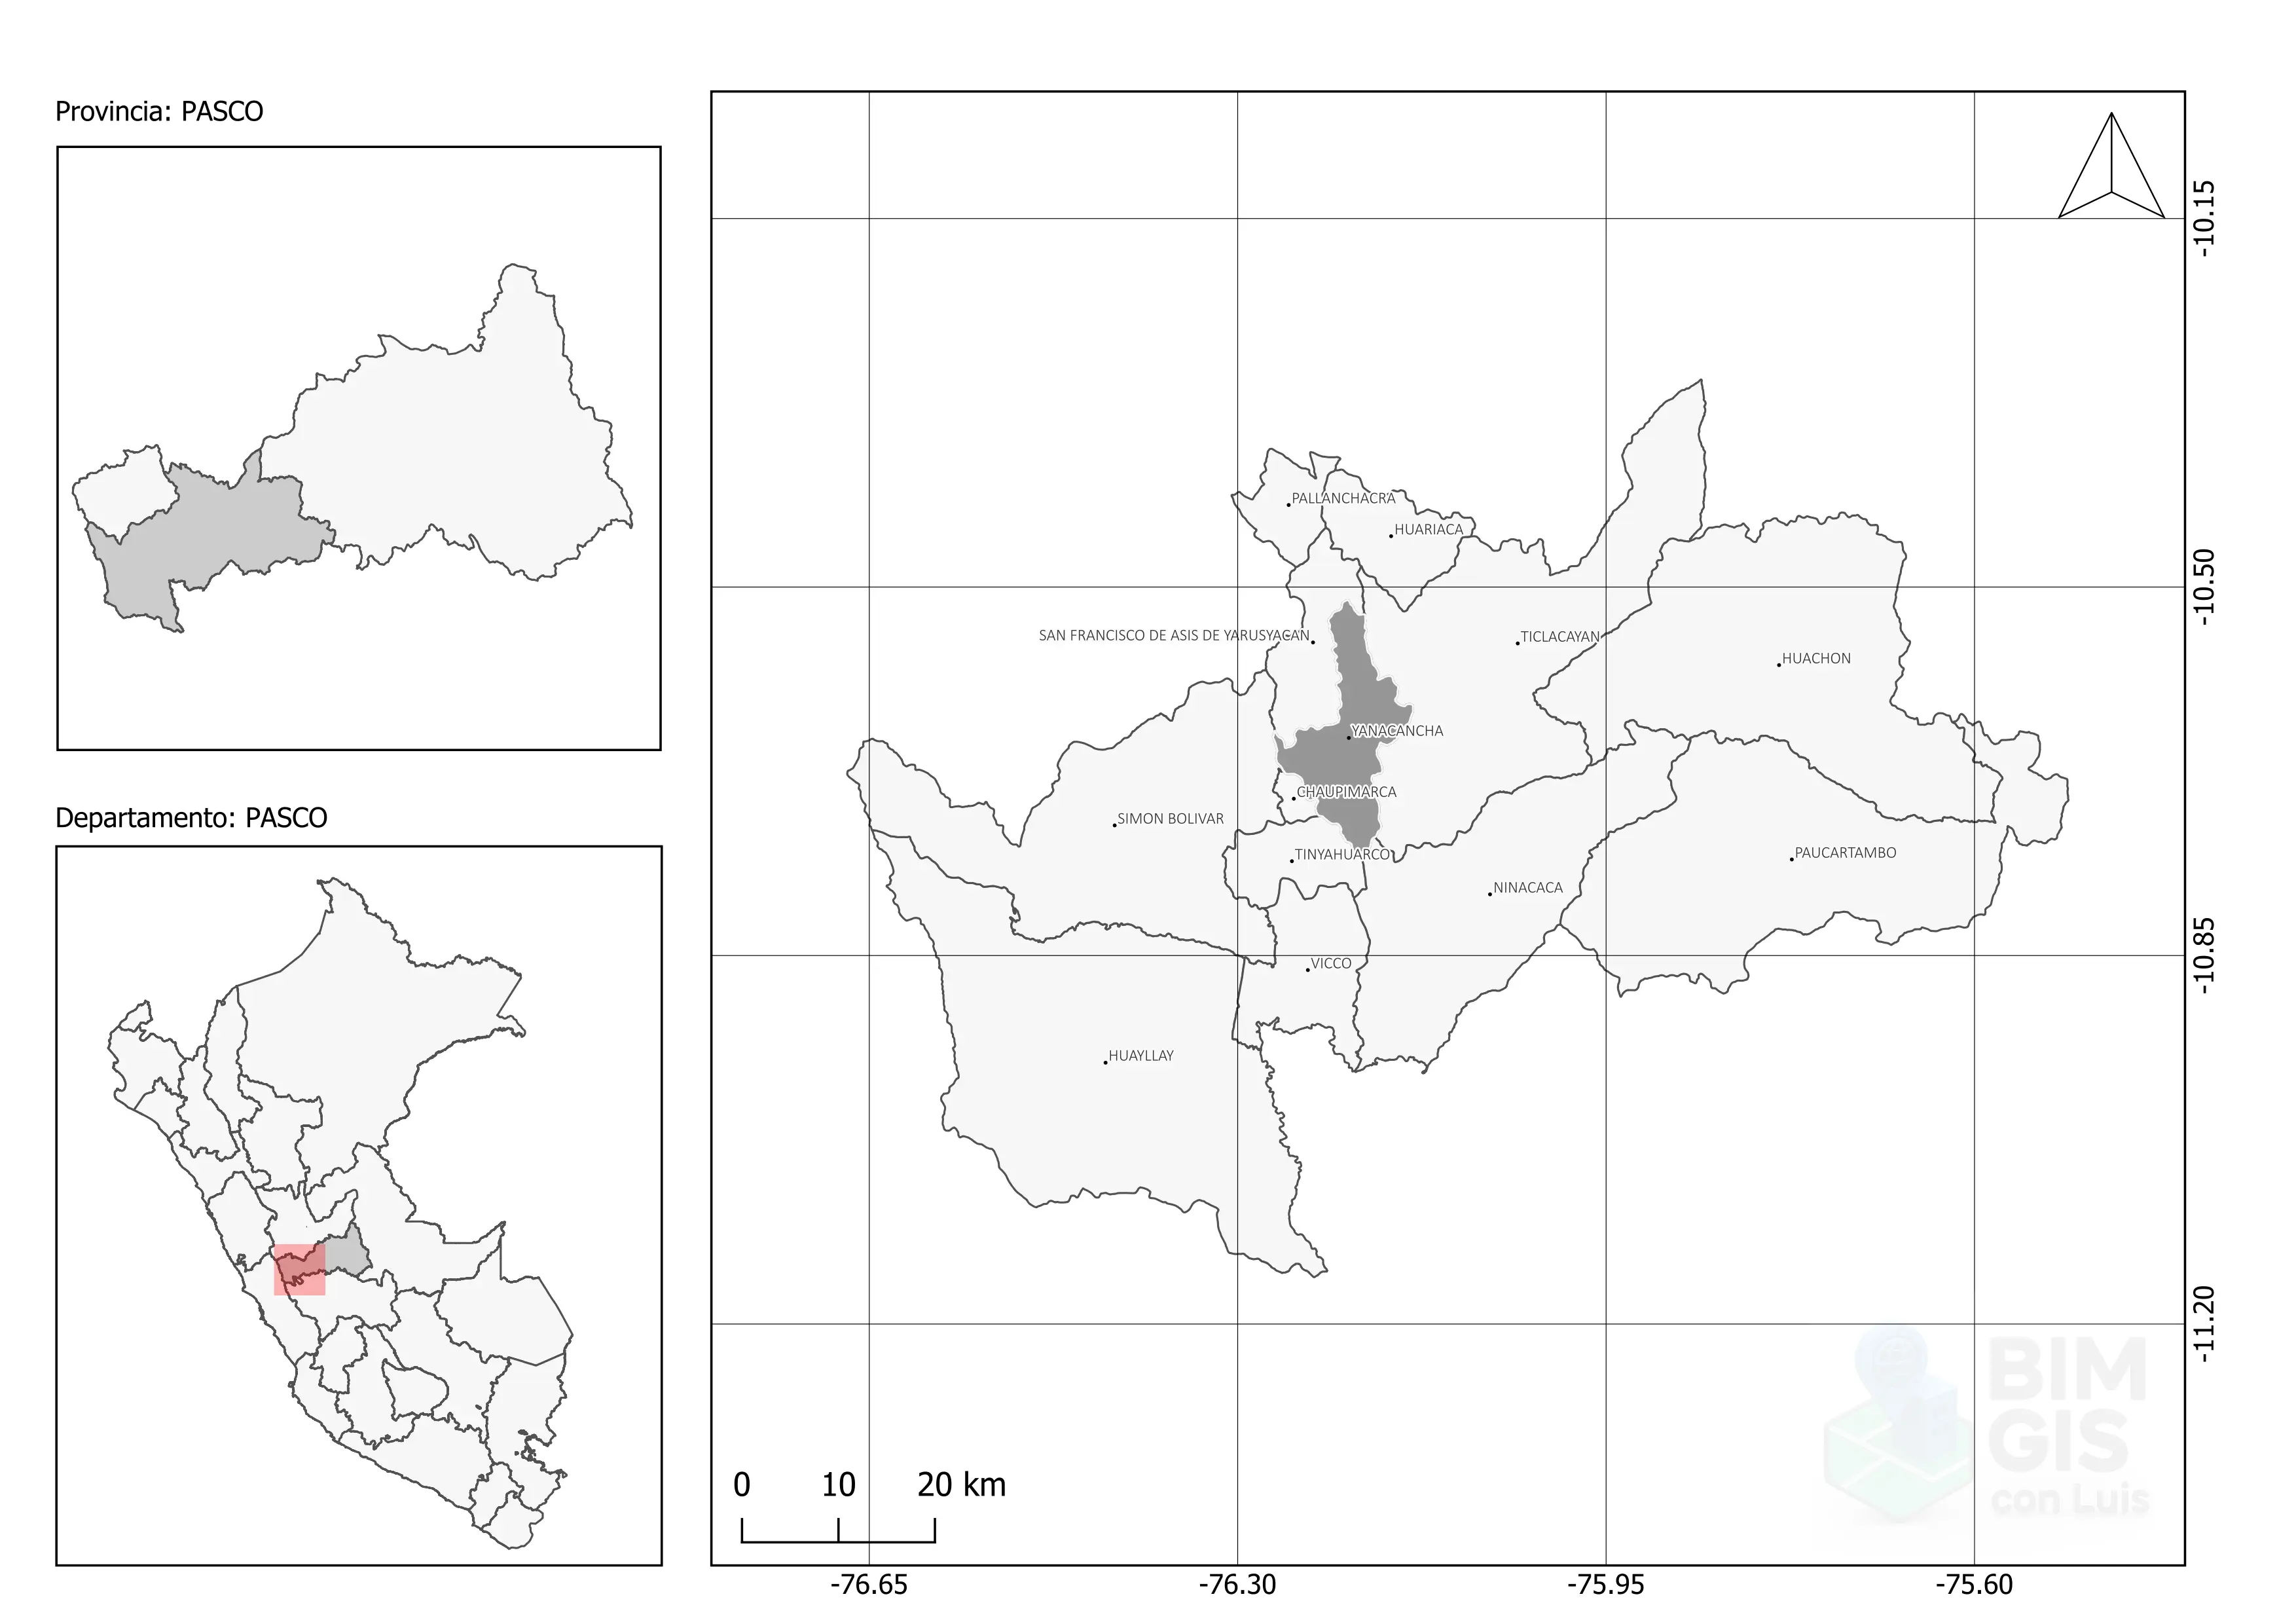 Provincia: PASCO
Departamento: PASCO
PALLANCHACRA
HUARIACA
SAN FRANCISCO DE ASIS DE YARUSYACAN
TICLACAYAN
HUACHON
YANACANCHA
CHAUPIMARCA
SIMON BOLIVAR
TINYAHUARCO
PAUCARTAMBO
NINACACA
VICCO
HUAYLLAY
-10.15
-10.50
-10.85
-11.20
0 10 20 km
-76.65 -76.30 -75.95 -75.60
BIM
GIS
con Luis